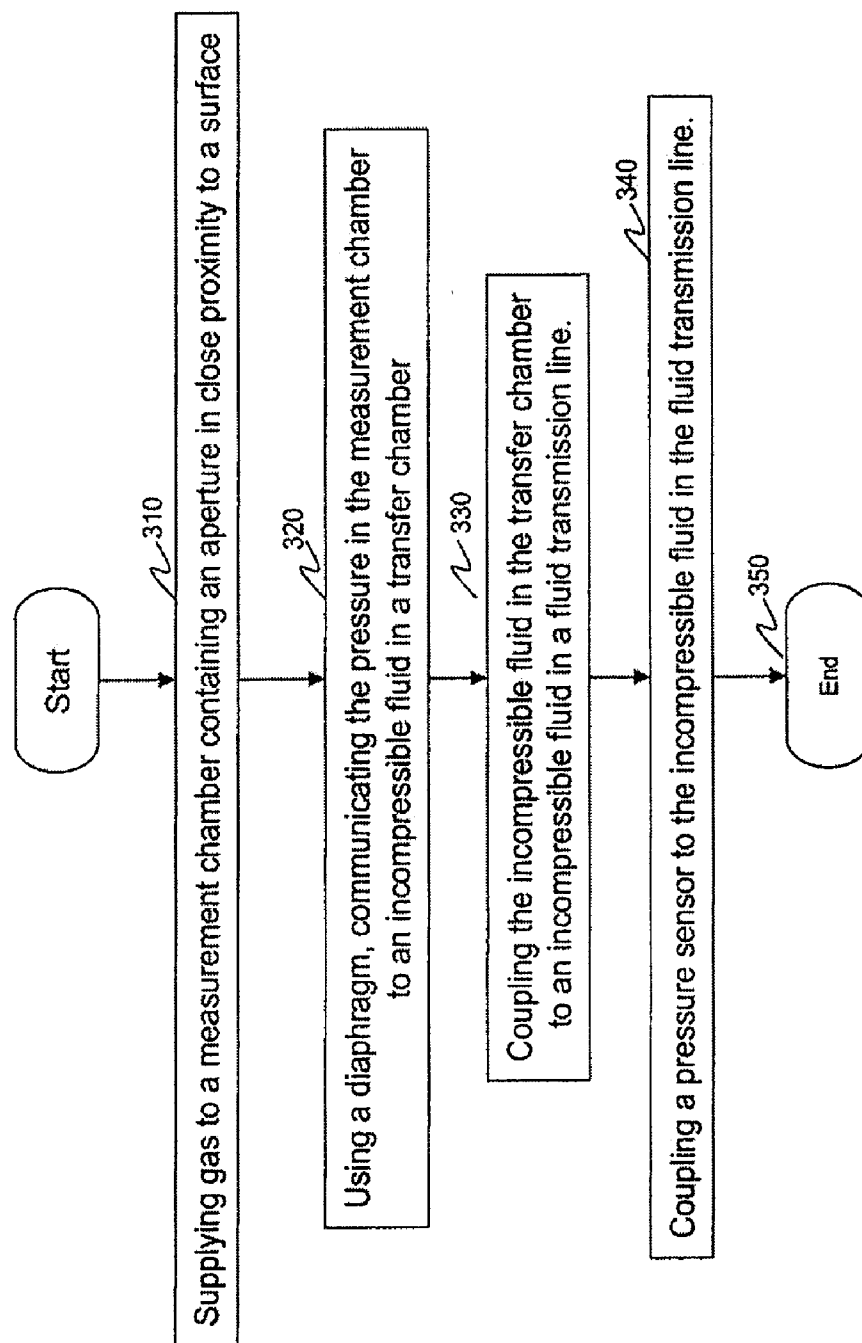 Start
310
Supplying gas to a measurement chamber containing an aperture in close proximity to a surface
320
Using a diaphragm, communicating the pressure in the measurement chamber
to an incompressible fluid in a transfer chamber
330
Coupling the incompressible fluid in the transfer chamber
to an incompressible fluid in a fluid transmission line.
340
Coupling a pressure sensor to the incompressible fluid in the fluid transmission line.
350
End